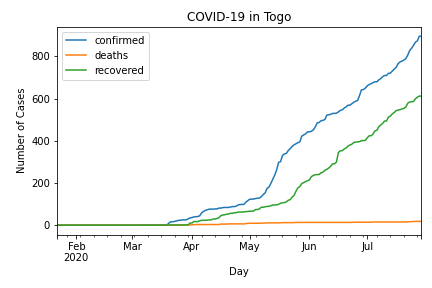 COVID-19 in Togo
confirmed
deaths
recovered
Number of Cases
800
600
400
200
0
Feb Mar Apr May Jun Jul
2020
Day